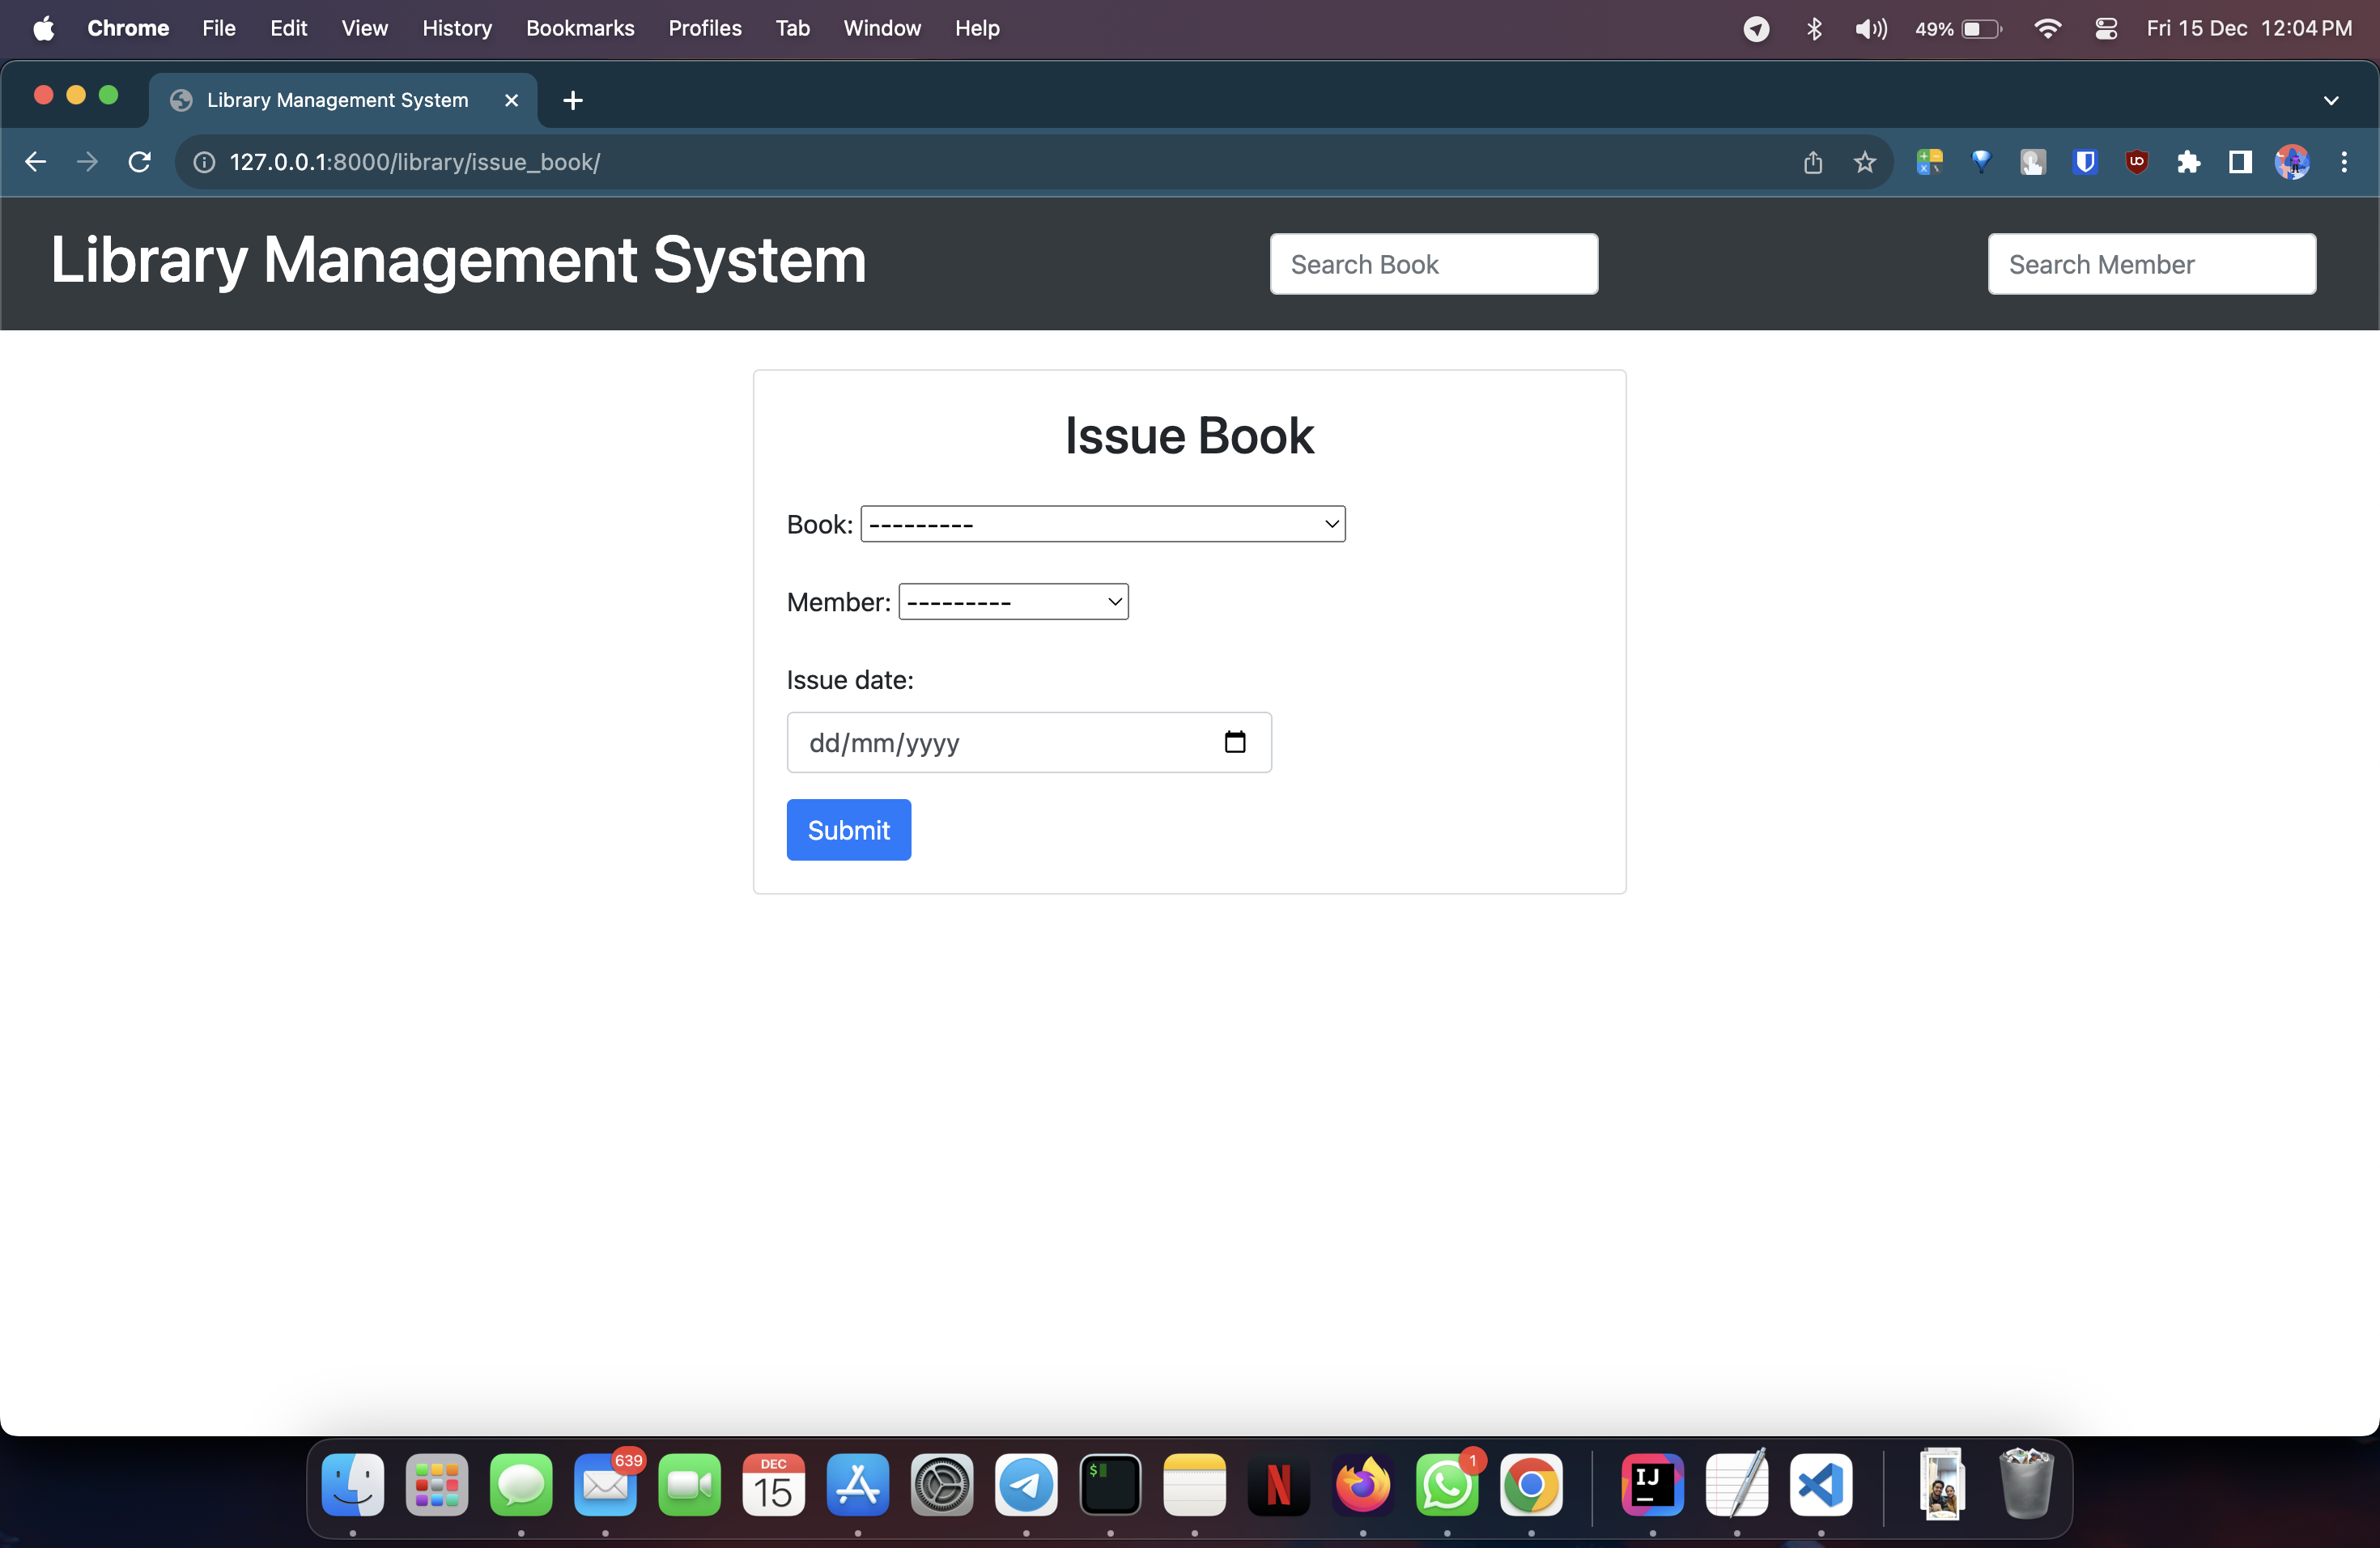 Chrome File Edit View History Bookmarks Profiles Tab Window Help 49% Fri 15 Dec 12:04 PM
Library Management System
127.0.0.1:8000/library/issue_book/
Library Management System
Search Book
Search Member
Issue Book
Book: ---------
Member: ---------
Issue date:
dd/mm/yyyy
Submit
639
DEC
15
$
N
1
IJ